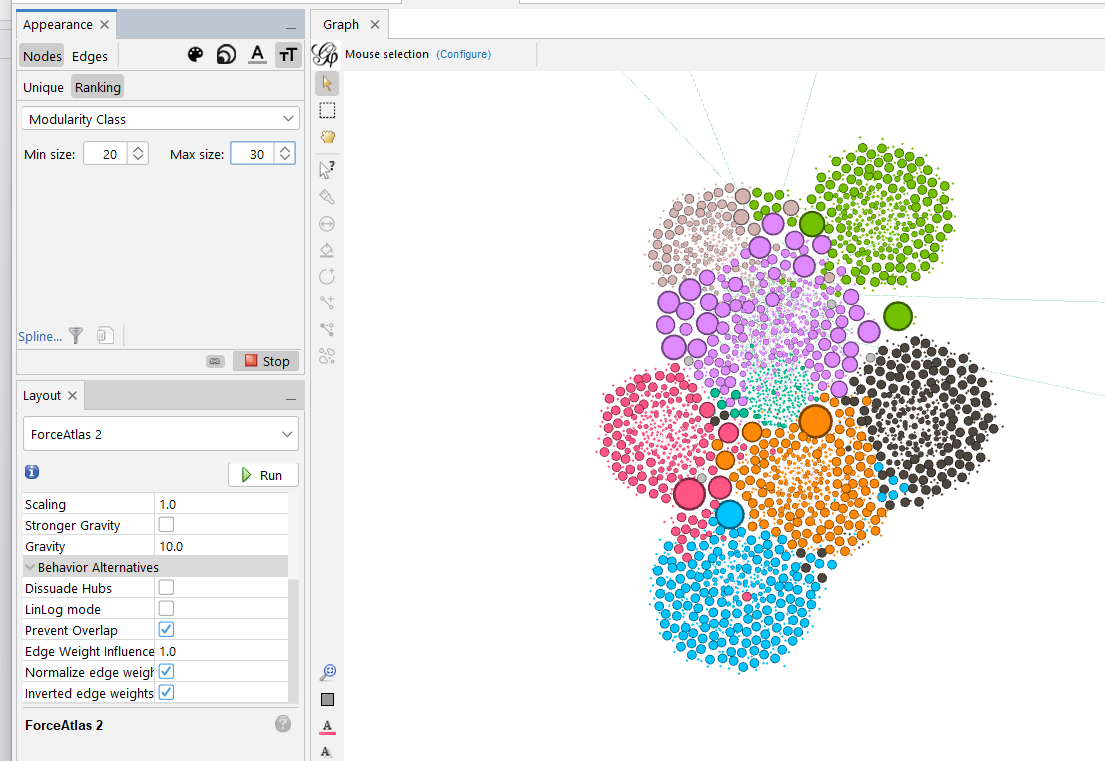 Appearance
Graph
Nodes Edges A TT
Mouse selection (Configure)
Unique Ranking
Modularity Class
Min size: 20 Max size: 30
Spline...
Stop
Layout
ForceAtlas 2
i Run
Scaling 1.0
Stronger Gravity
Gravity 10.0
Behavior Alternatives
Dissuade Hubs
LinLog mode
Prevent Overlap
Edge Weight Influence 1.0
Normalize edge weigh
Inverted edge weights
ForceAtlas 2 ?
A
A